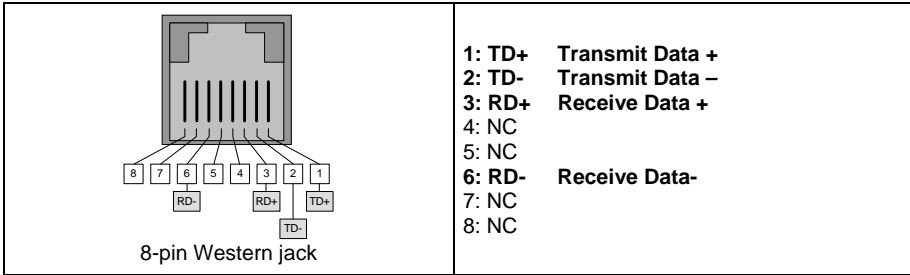 8 7 6 5 4 3 2 1
RD- RD+ TD+
TD-
8-pin Western jack
1: TD+ Transmit Data +
2: TD- Transmit Data –
3: RD+ Receive Data +
4: NC
5: NC
6: RD- Receive Data-
7: NC
8: NC